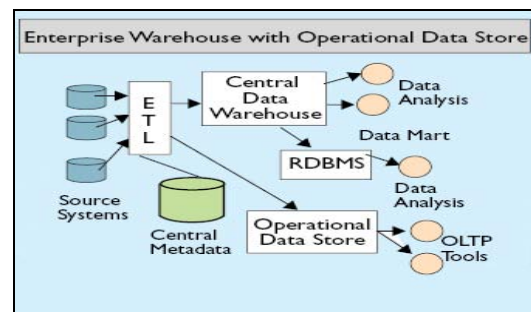 Enterprise Warehouse with Operational Data Store
E
T
L
Central
Data
Warehouse
Data
Analysis
Data Mart
RDBMS
Data
Analysis
Source
Systems
Central
Metadata
Operational
Data Store
OLTP
Tools